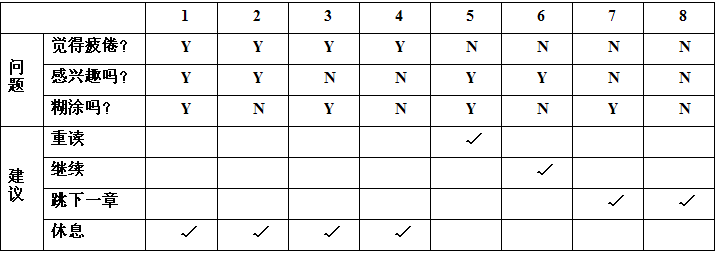 1 2 3 4 5 6 7 8
问题 觉得疲倦? Y Y Y Y N N N N
感兴趣吗? Y Y N N Y Y N N
糊涂吗? Y N Y N Y N Y N
建议 重读 ✓
继续 ✓
跳下一章 ✓ ✓
休息 ✓ ✓ ✓ ✓